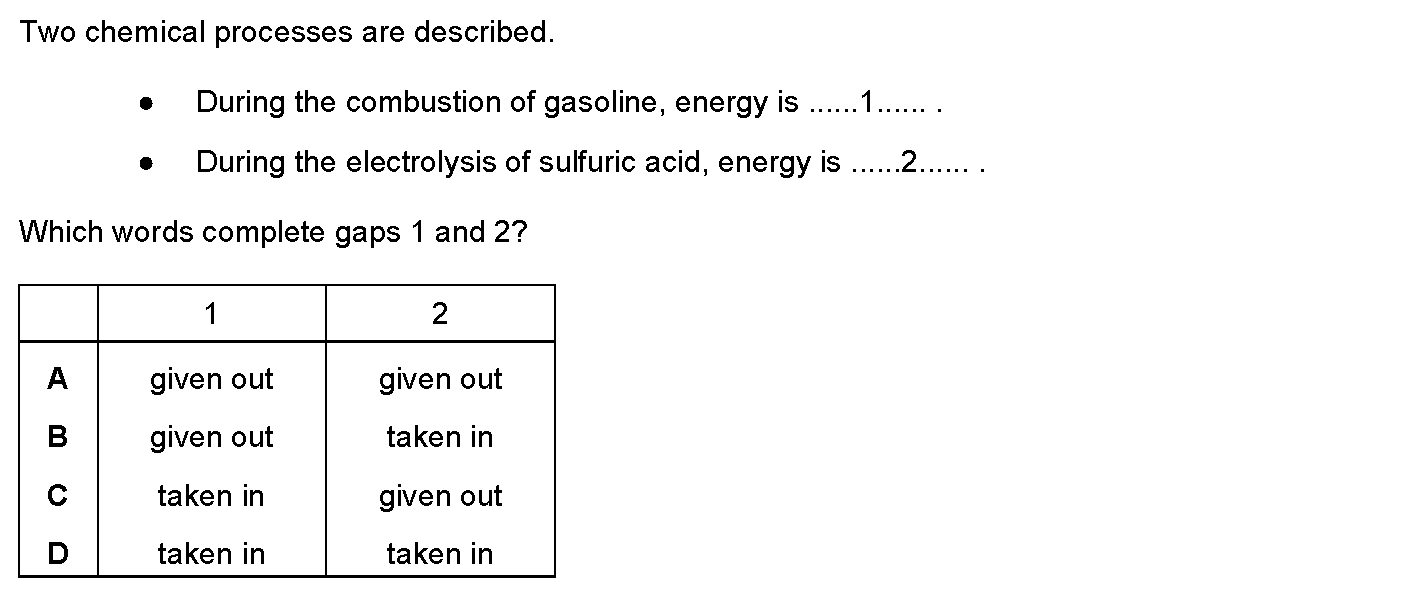 Two chemical processes are described.
● During the combustion of gasoline, energy is ......1...... .
● During the electrolysis of sulfuric acid, energy is ......2...... .
Which words complete gaps 1 and 2?
1 2
A given out given out
B given out taken in
C taken in given out
D taken in taken in